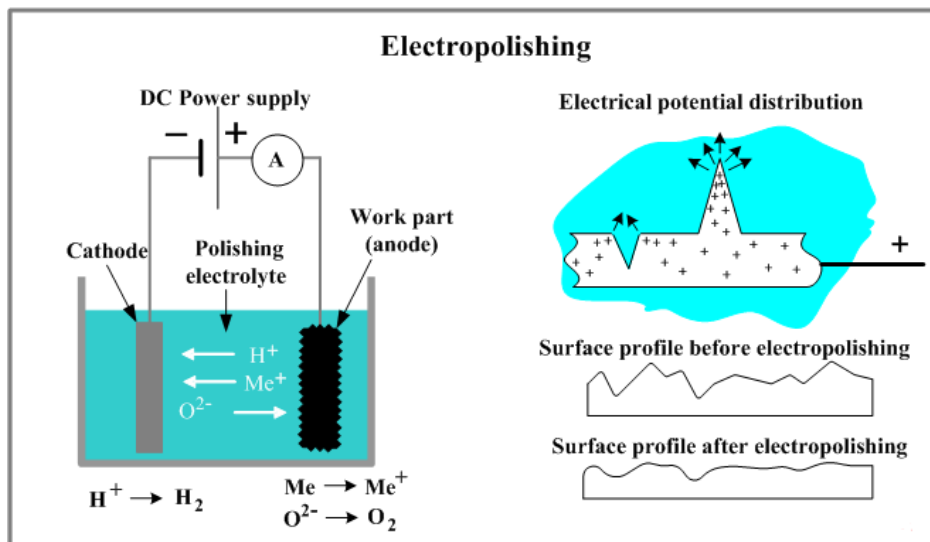 Electropolishing
DC Power supply
− +
A
Cathode
Polishing
electrolyte
Work part
(anode)
H⁺
Me⁺
O²⁻
H⁺ → H₂
Me → Me⁺
O²⁻ → O₂
Electrical potential distribution
+
Surface profile before electropolishing
Surface profile after electropolishing